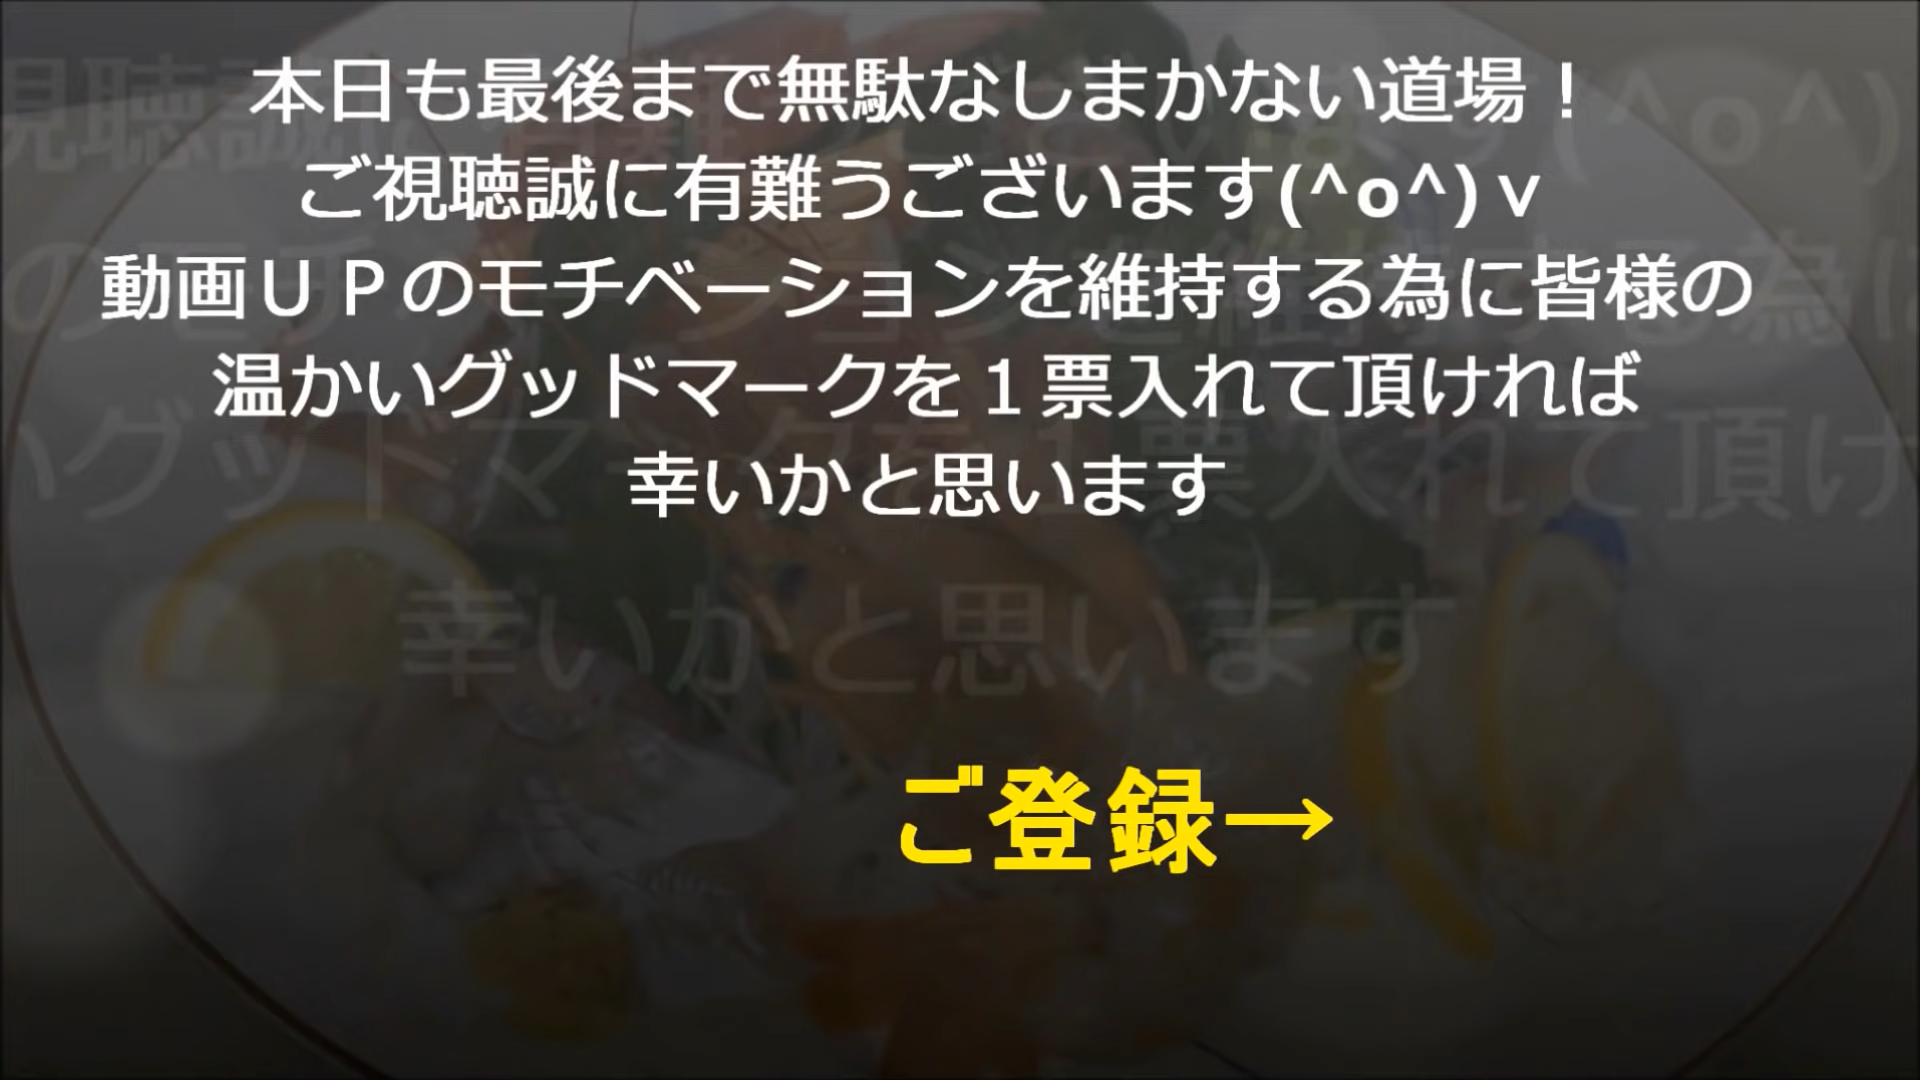 本日も最後まで無駄なしまかない道場！
ご視聴誠に有難うございます(^o^)ｖ
動画ＵＰのモチベーションを維持する為に皆様の
温かいグッドマークを１票入れて頂ければ
幸いかと思います
ご登録→